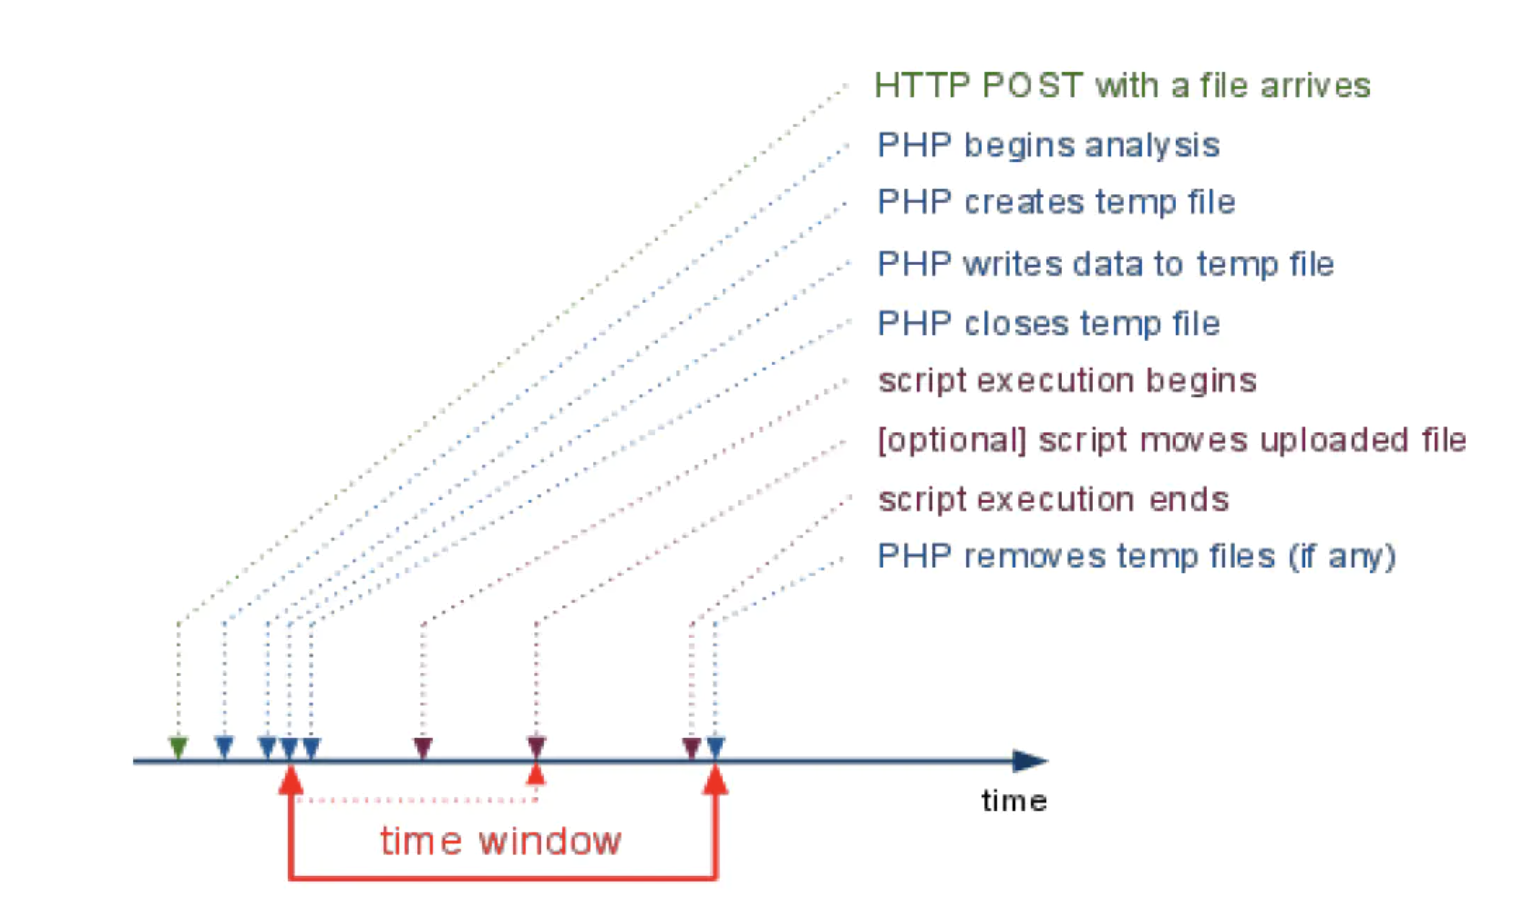 HTTP POST with a file arrives
PHP begins analysis
PHP creates temp file
PHP writes data to temp file
PHP closes temp file
script execution begins
[optional] script moves uploaded file
script execution ends
PHP removes temp files (if any)
time
time window